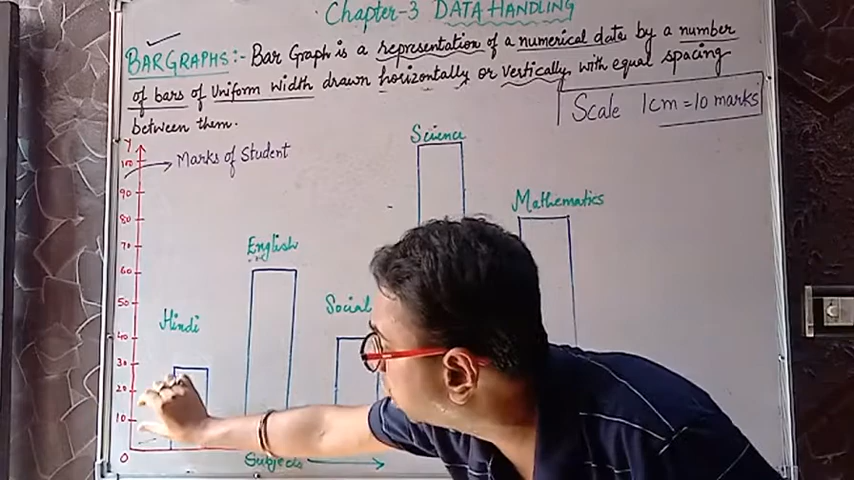 Chapter-3 DATA HANDLING
BAR GRAPHS:- Bar Graph is a representation of a numerical data by a number
of bars of Uniform width drawn horizontally or Vertically, with equal spacing
between them.
Scale 1cm = 10 marks
Y
Marks of Student
100
90
80
70
60
50
40
30
20
10
0
Hindi
English
Social
Science
Mathematics
Subjects